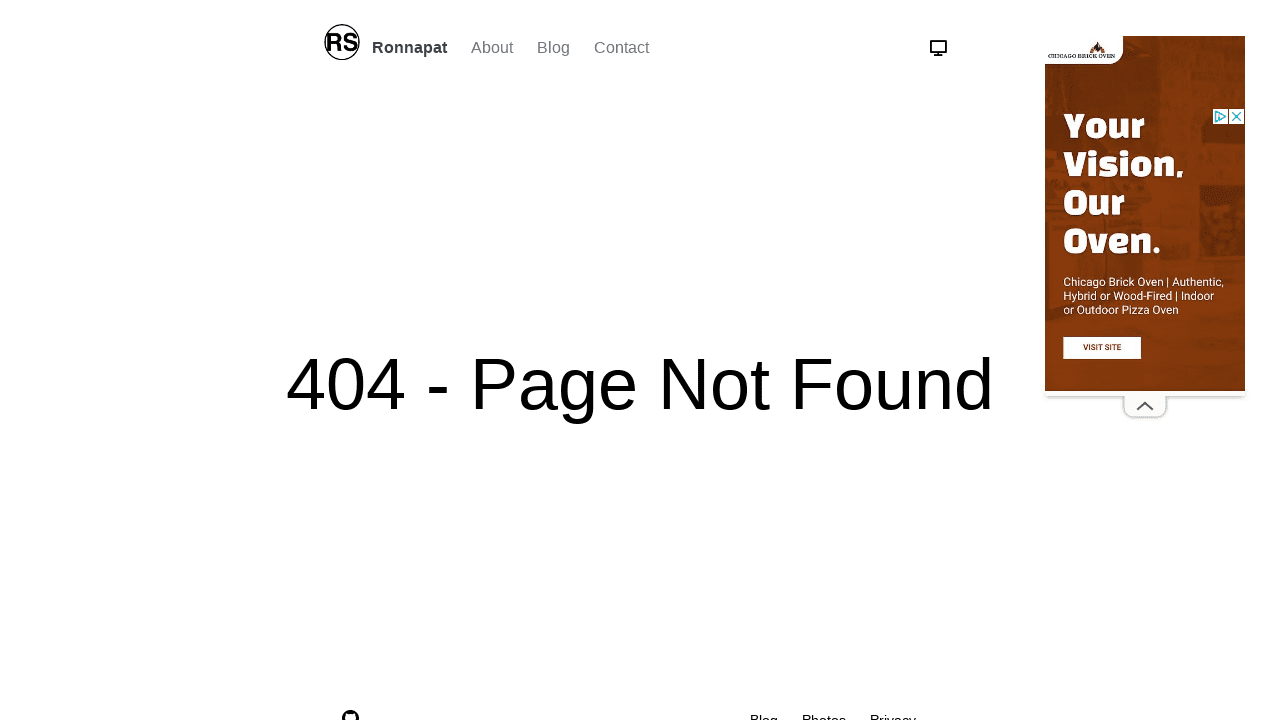 RS Ronnapat About Blog Contact
CHICAGO BRICK OVEN
Your
Vision.
Our
Oven.
Chicago Brick Oven | Authentic,
Hybrid or Wood-Fired | Indoor
or Outdoor Pizza Oven
VISIT SITE
404 - Page Not Found
Blog Photos Privacy